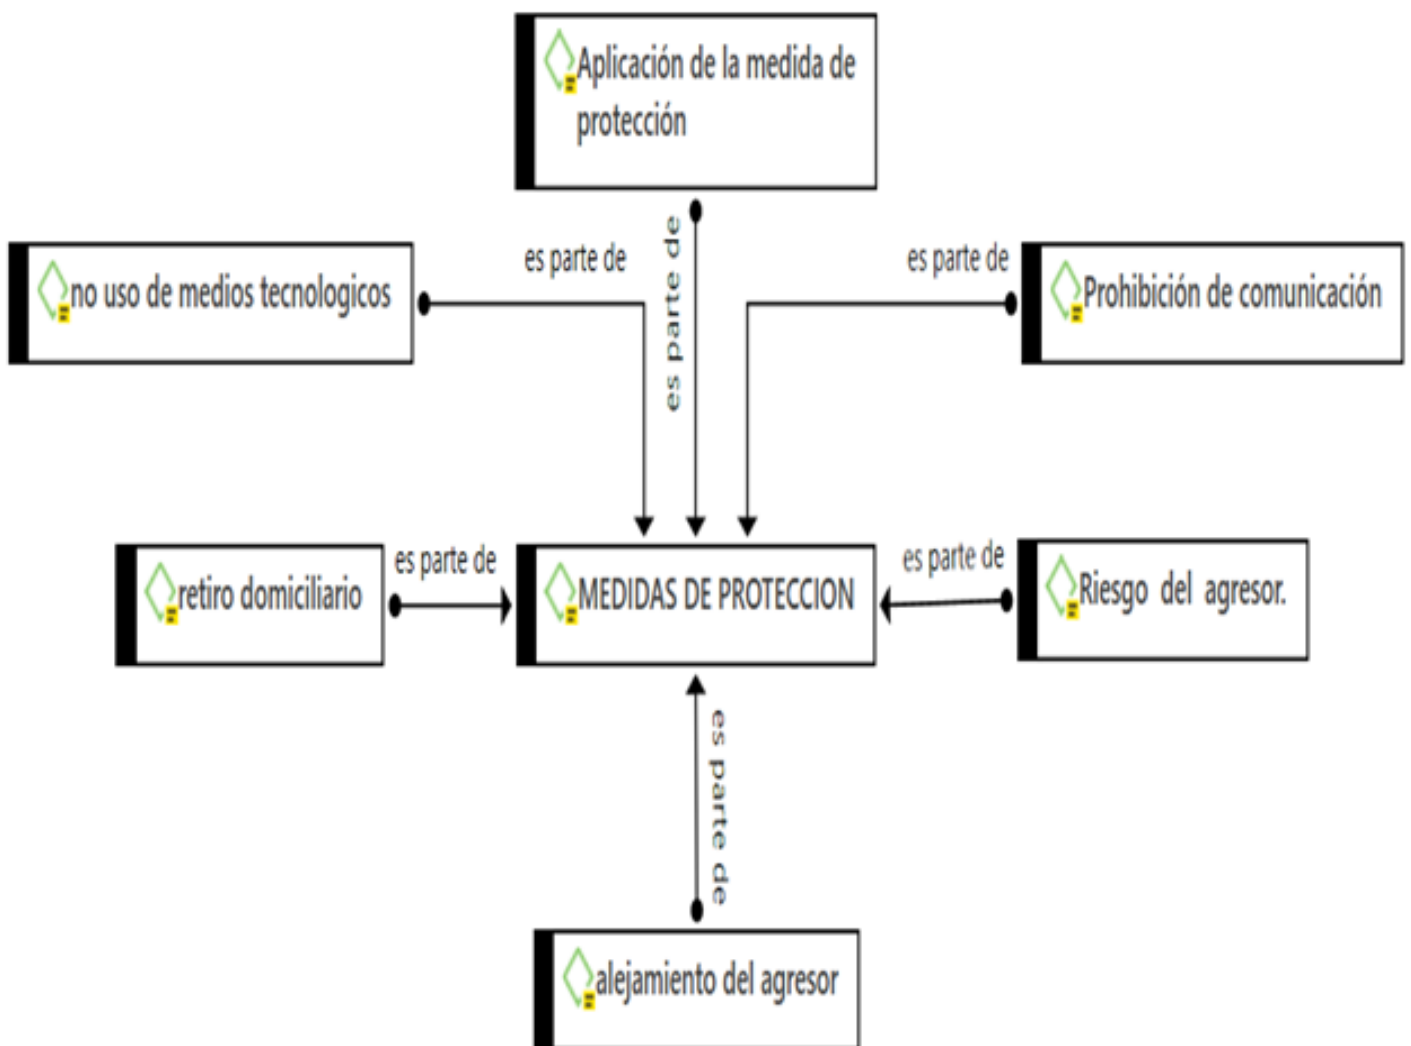 Aplicación de la medida de
protección
es parte de
es parte de
es parte de
no uso de medios tecnologicos
Prohibición de comunicación
es parte de
es parte de
retiro domiciliario
MEDIDAS DE PROTECCION
Riesgo del agresor.
es parte de
alejamiento del agresor